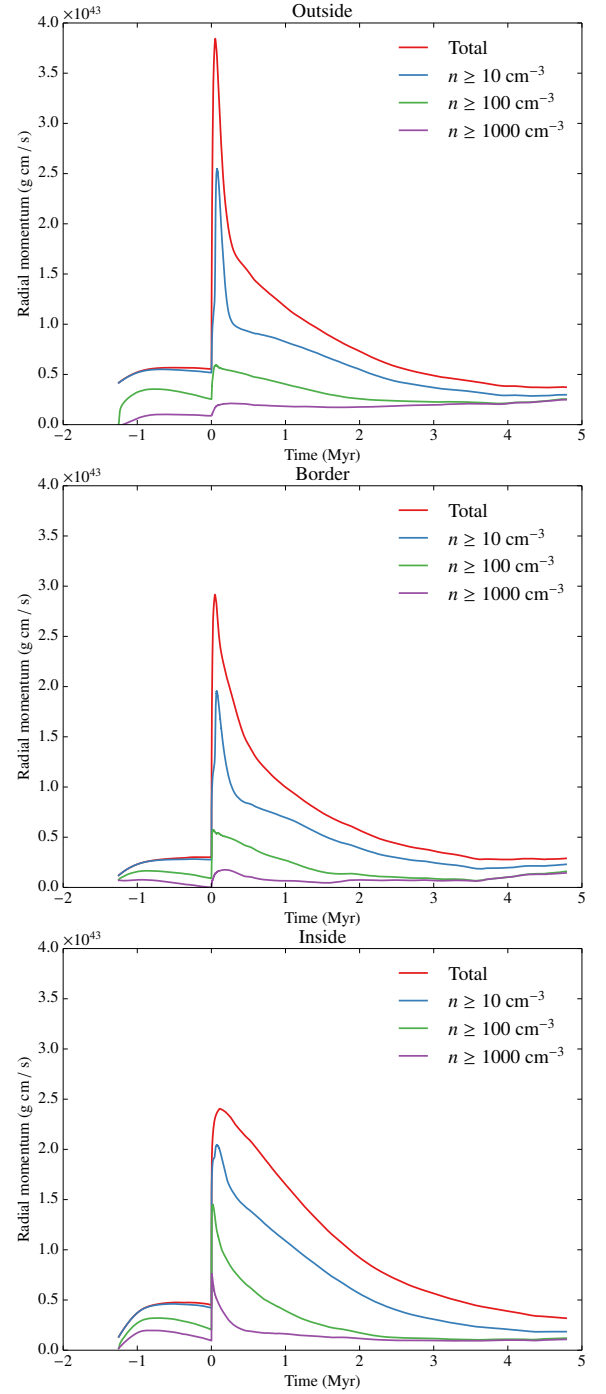 Outside
×10⁴³
4.0
3.5
3.0
2.5
2.0
1.5
1.0
0.5
0.0
Radial momentum (g cm / s)
Total
n ≥ 10 cm⁻³
n ≥ 100 cm⁻³
n ≥ 1000 cm⁻³
−2 −1 0 1 2 3 4 5
Time (Myr)
Border
×10⁴³
4.0
3.5
3.0
2.5
2.0
1.5
1.0
0.5
0.0
Radial momentum (g cm / s)
Total
n ≥ 10 cm⁻³
n ≥ 100 cm⁻³
n ≥ 1000 cm⁻³
−2 −1 0 1 2 3 4 5
Time (Myr)
Inside
×10⁴³
4.0
3.5
3.0
2.5
2.0
1.5
1.0
0.5
0.0
Radial momentum (g cm / s)
Total
n ≥ 10 cm⁻³
n ≥ 100 cm⁻³
n ≥ 1000 cm⁻³
−2 −1 0 1 2 3 4 5
Time (Myr)